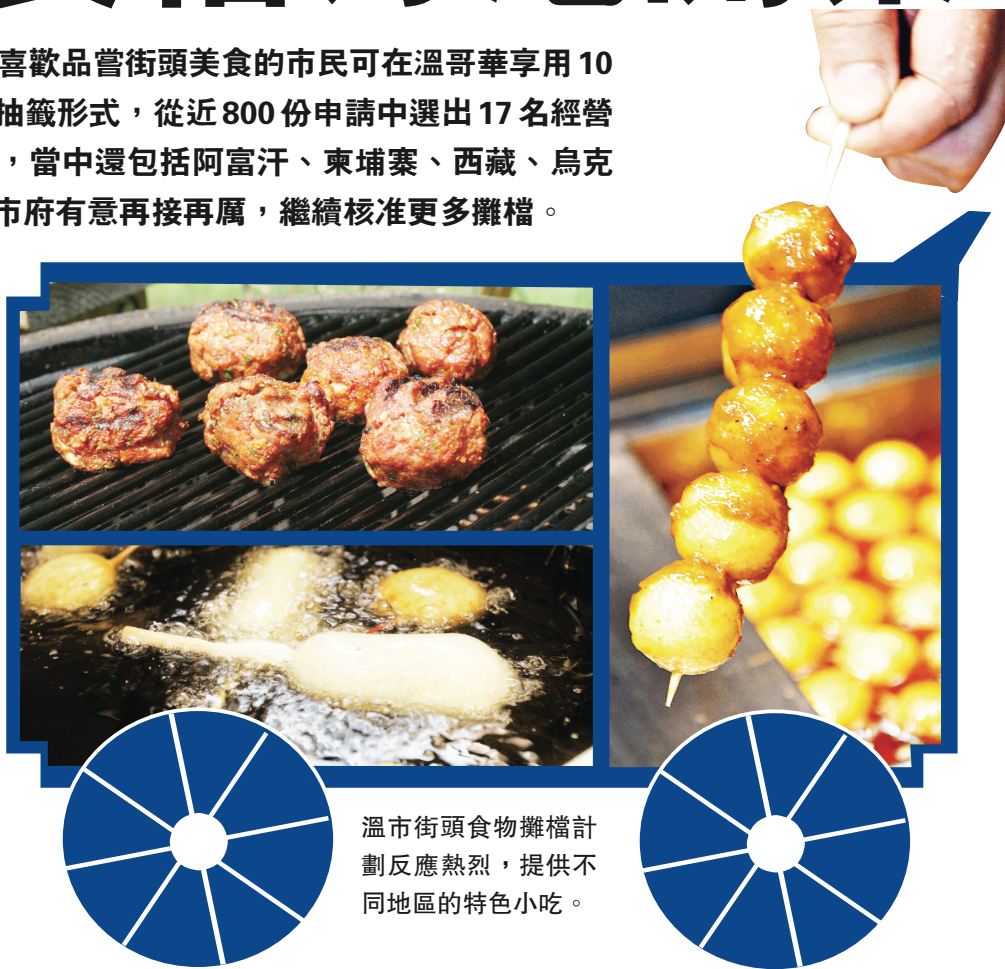 喜歡品嘗街頭美食的市民可在溫哥華享用10
抽籤形式，從近800份申請中選出17名經營
，當中還包括阿富汗、柬埔寨、西藏、烏克
市府有意再接再厲，繼續核准更多攤檔。
溫市街頭食物攤檔計
劃反應熱烈，提供不
同地區的特色小吃。